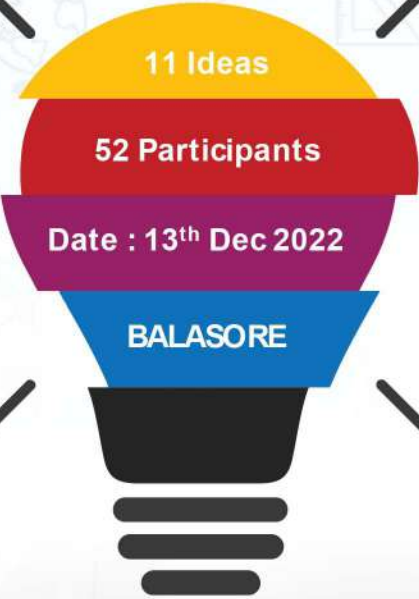 11 Ideas
52 Participants
Date : 13th Dec 2022
BALASORE